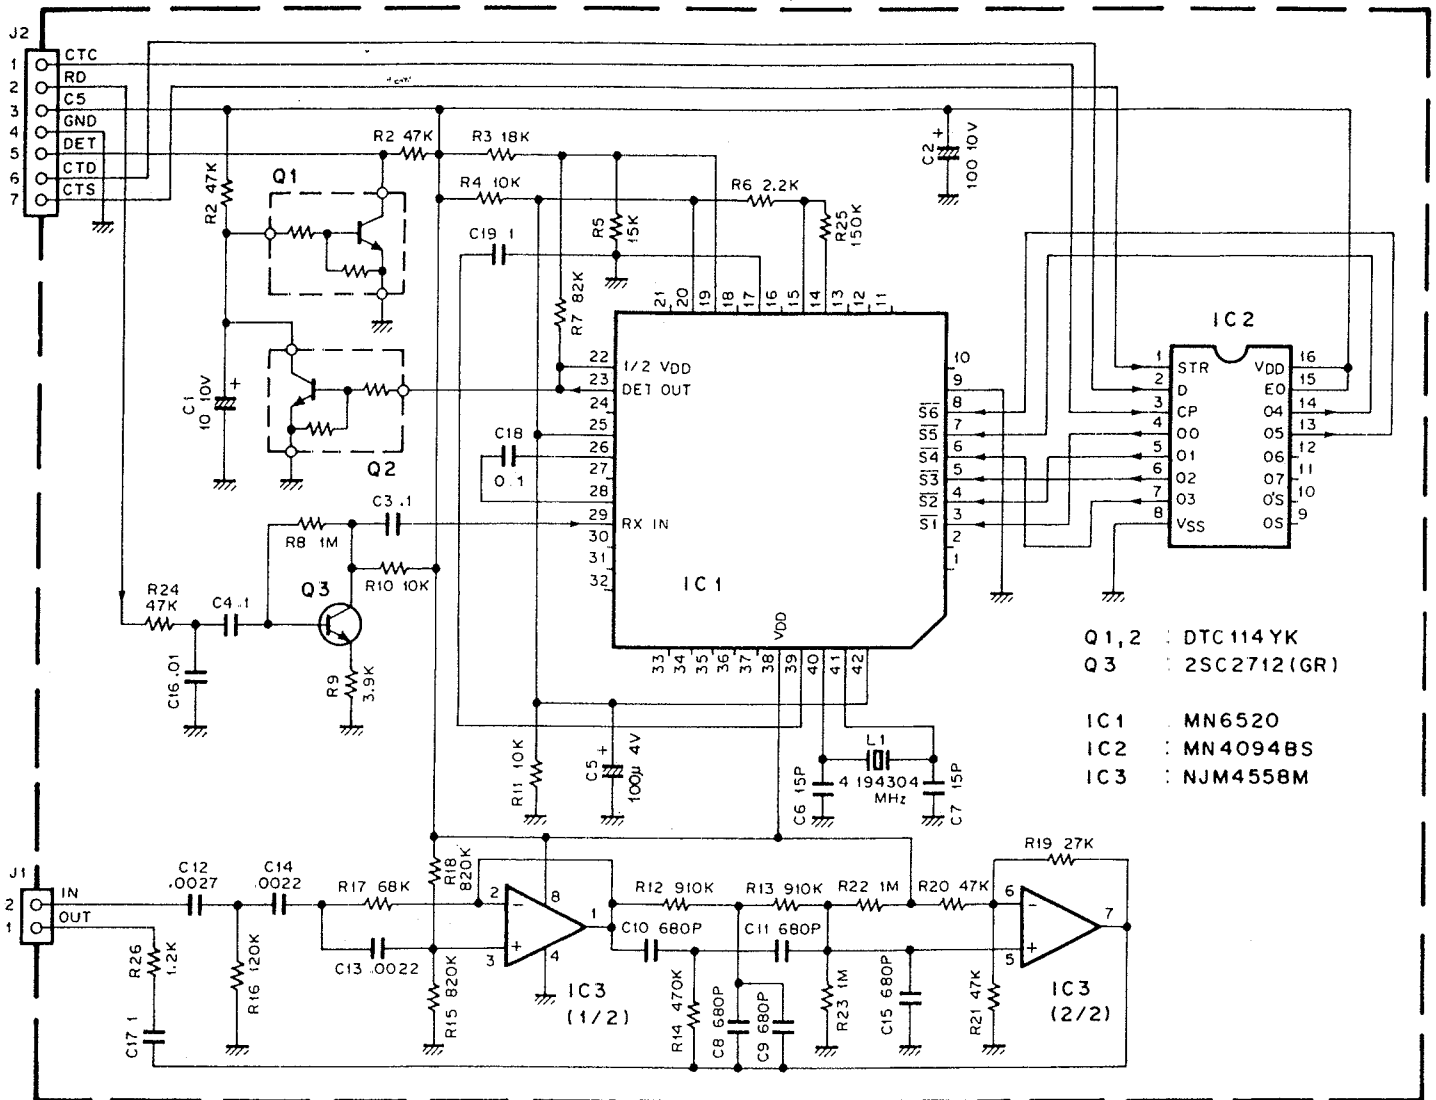 J2
1 CTC
2 RD
3 C5
4 GND
5 DET
6 CTD
7 CTS
R2 47K
R2 47K
R3 18K
R4 10K
R5 15K
R6 2.2K
R25 150K
R7 82K
C19 1
C2 + 100 10V
Q1
Q2
C1 + 10 10V
C18 0.1
C3 .1
R8 1M
R10 10K
Q3
R24 47K
C4 .1
C16 .01
R9 3.9K
R11 10K
C5 + 100μ 4V
IC1
21 20 19 18 17 16 15 14 13 12 11
22 1/2 VDD
23 DET OUT
24
25
26
27
28
29 RX IN
30
31
32
33 34 35 36 37 38 39 40 41 42
VDD
10
9
8 S6
7 S5
6 S4
5 S3
4 S2
3 S1
2
1
IC2
1 STR
2 D
3 CP
4 O0
5 O1
6 O2
7 O3
8 VSS
VDD 16
EO 15
O4 14
O5 13
O6 12
O7 11
O'S 10
OS 9
L1
4 194304 MHz
C6 15P
C7 15P
Q1,2 : DTC114YK
Q3 : 2SC2712(GR)
IC1 MN6520
IC2 : MN4094BS
IC3 : NJM4558M
J1
2 IN
1 OUT
C12 .0027
C14 .0022
R17 68K
R18 820K
C13 .0022
R16 120K
R15 820K
R26 1.2K
C17 1
2 −
3 +
8
4
1
IC3 (1/2)
R12 910K
R13 910K
R22 1M
R20 47K
R19 27K
C10 680P
C11 680P
R14 470K
C8 680P
C9 680P
R23 1M
C15 680P
R21 47K
6 −
5 +
7
IC3 (2/2)